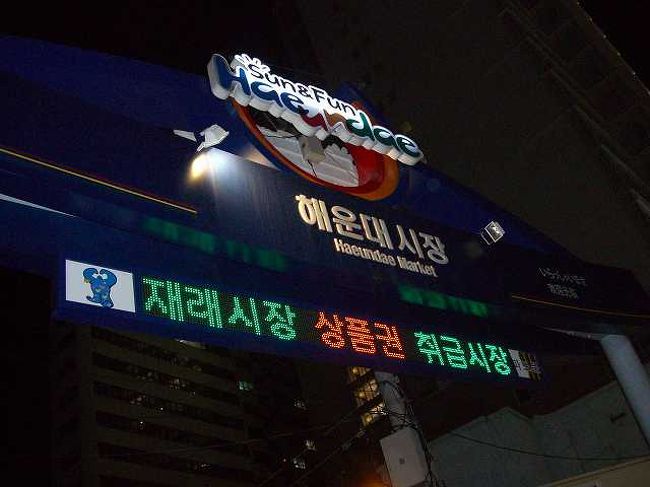 Sun&Fun
Haeundae
해운대시장
Haeundae Market
재래시장 상품권 취급시장